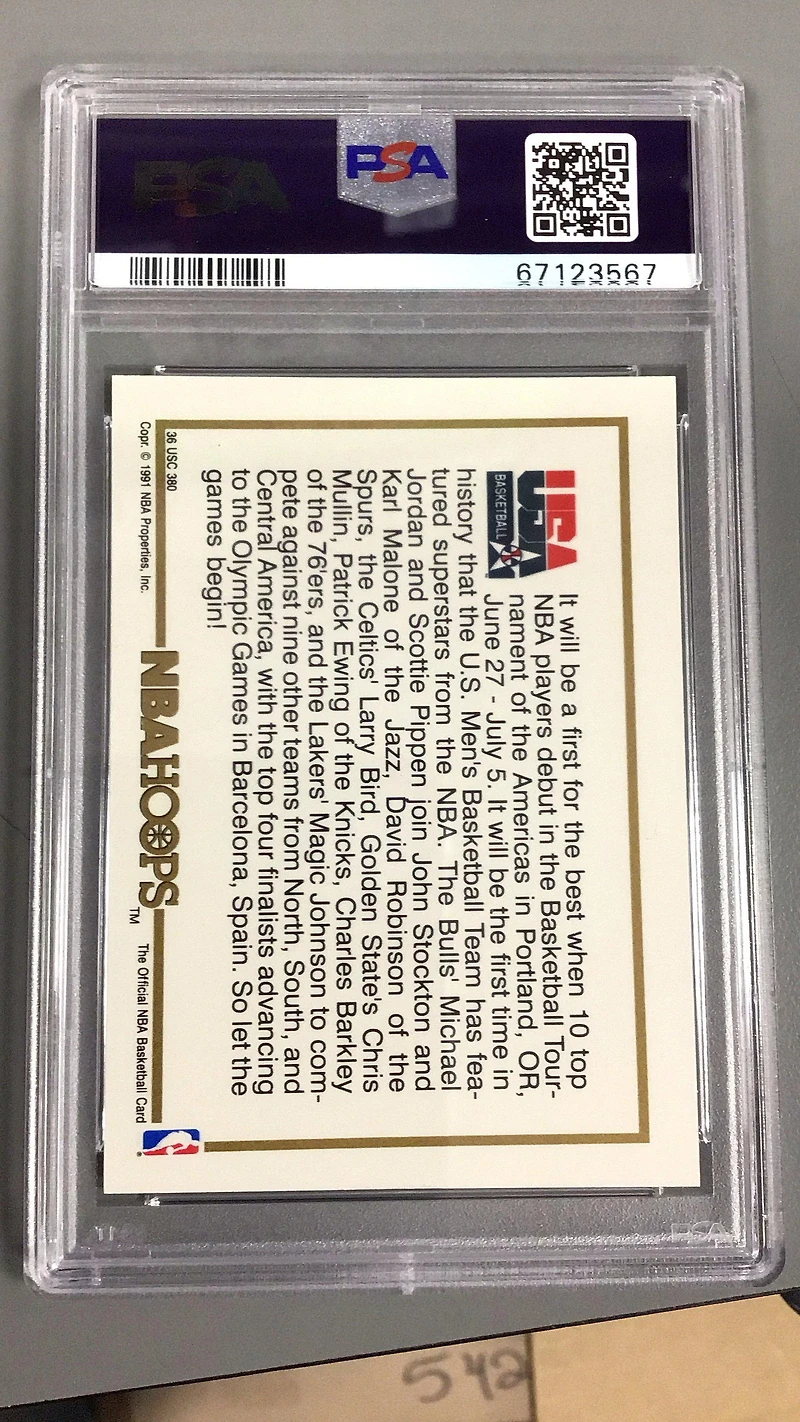 PSA
PSA
67123567
USA
BASKETBALL
It will be a first for the best when 10 top
NBA players debut in the Basketball Tour-
nament of the Americas in Portland, OR,
June 27 - July 5. It will be the first time in
history that the U.S. Men's Basketball Team has fea-
tured superstars from the NBA. The Bulls' Michael
Jordan and Scottie Pippen join John Stockton and
Karl Malone of the Jazz, David Robinson of the
Spurs, the Celtics' Larry Bird, Golden State's Chris
Mullin, Patrick Ewing of the Knicks, Charles Barkley
of the 76'ers, and the Lakers' Magic Johnson to com-
pete against nine other teams from North, South, and
Central America, with the top four finalists advancing
to the Olympic Games in Barcelona, Spain. So let the
games begin!
36 USC 380
Copr. © 1991 NBA Properties, Inc.
NBA HOOPS™
The Official NBA Basketball Card
PSA
542